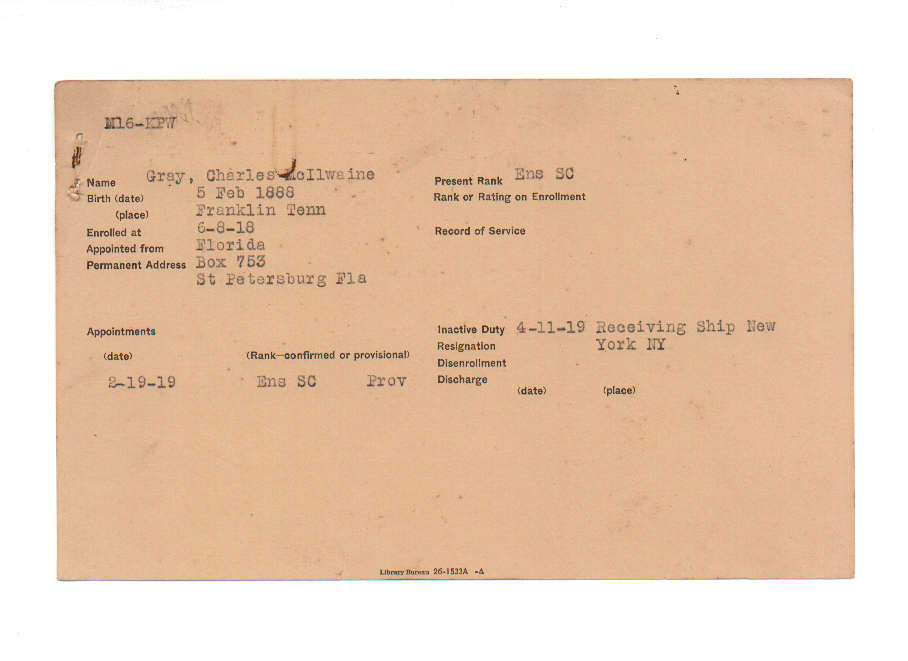 M16-KPW
Name Gray, Charles McIlwaine
Birth (date) 5 Feb 1888
(place) Franklin Tenn
Enrolled at 6-8-18
Appointed from Florida
Permanent Address Box 753
St Petersburg Fla
Present Rank Ens SC
Rank or Rating on Enrollment
Record of Service
Appointments
(date) (Rank—confirmed or provisional)
2-19-19 Ens SC Prov
Inactive Duty 4-11-19 Receiving Ship New
Resignation York NY
Disenrollment
Discharge
(date) (place)
Library Bureau 26-1533A -A